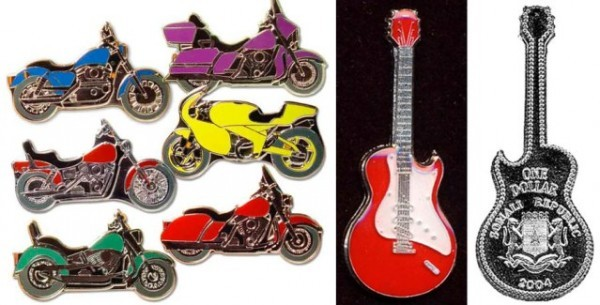 ONE
DOLLAR
SOMALI REPUBLIC
2004